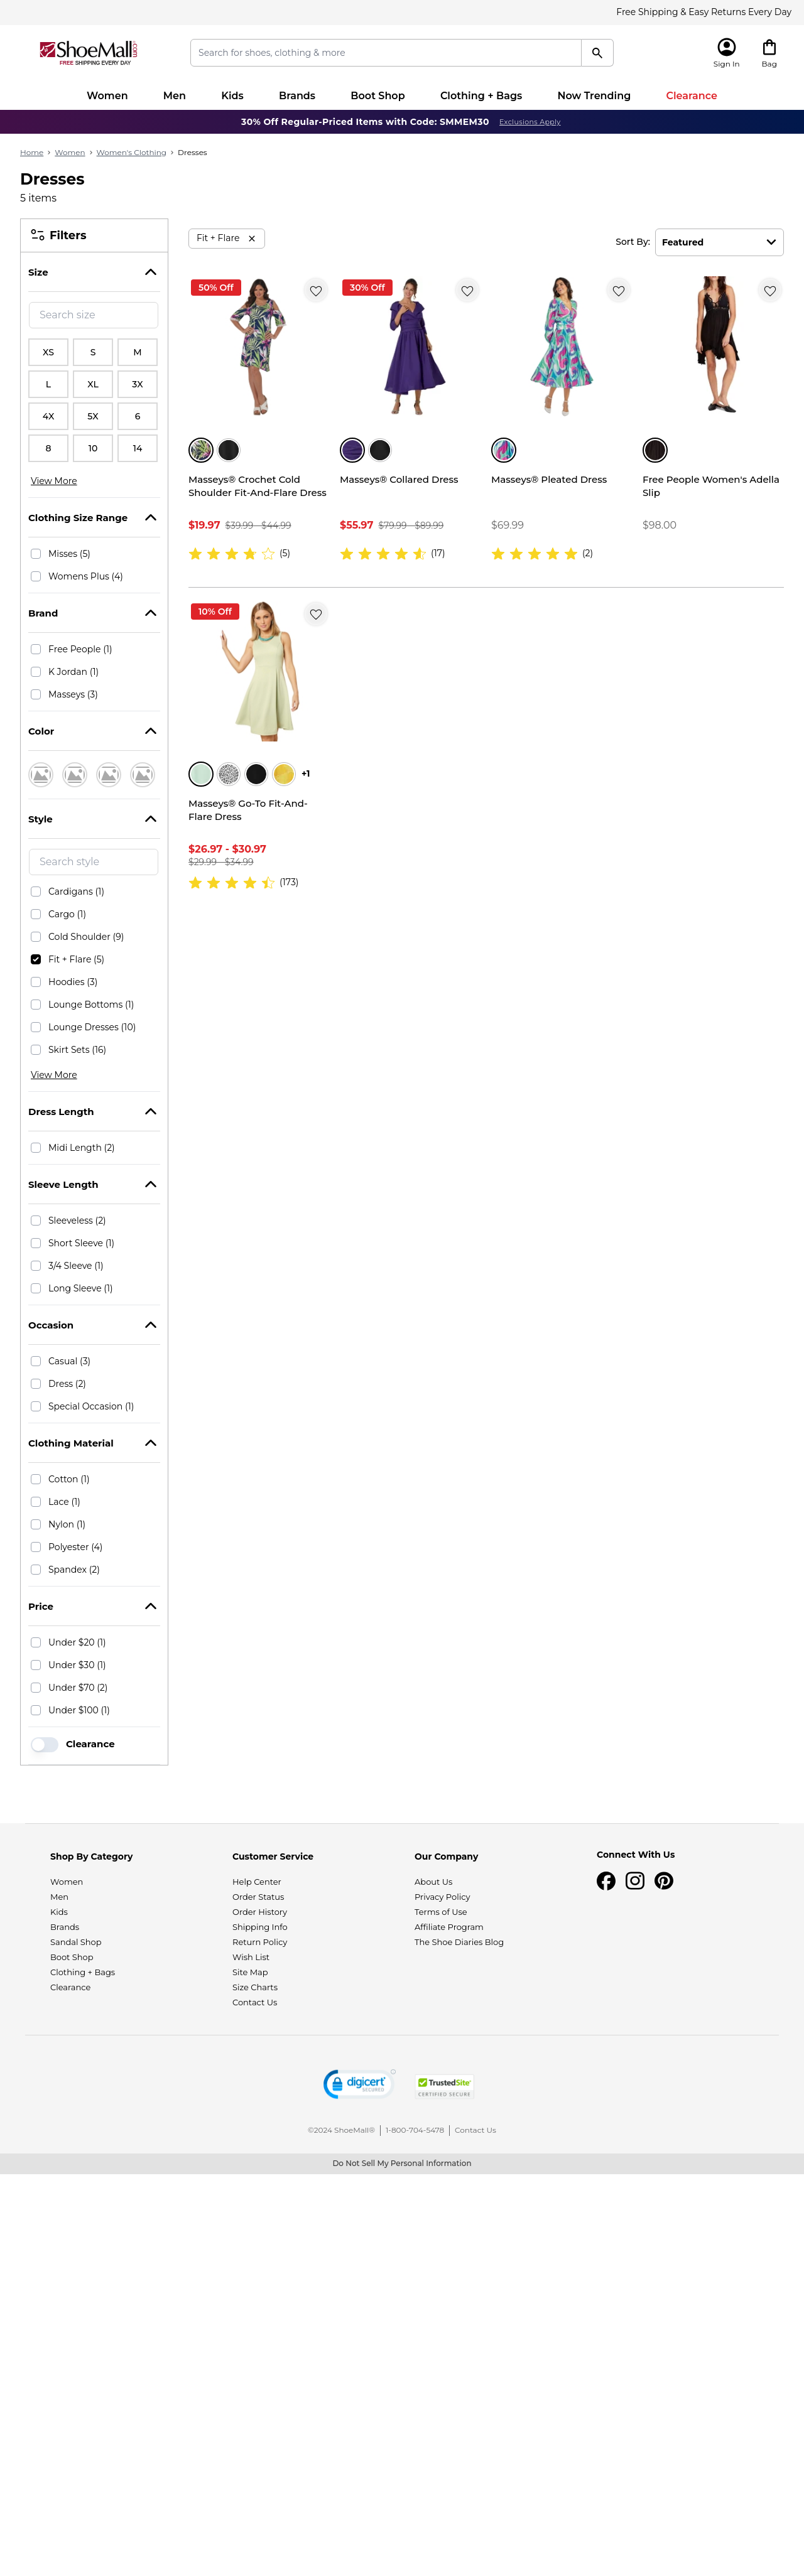 Free Shipping & Easy Returns Every Day
ShoeMall.com
FREE SHIPPING EVERY DAY
Search for shoes, clothing & more
Sign In
Bag
Women
Men
Kids
Brands
Boot Shop
Clothing + Bags
Now Trending
Clearance
30% Off Regular-Priced Items with Code: SMMEM30
Exclusions Apply
Home > Women > Women's Clothing > Dresses
Dresses
5 items
Filters
Size
Search size
XS
S
M
L
XL
3X
4X
5X
6
8
10
14
View More
Clothing Size Range
Misses (5)
Womens Plus (4)
Brand
Free People (1)
K Jordan (1)
Masseys (3)
Color
Style
Search style
Cardigans (1)
Cargo (1)
Cold Shoulder (9)
Fit + Flare (5)
Hoodies (3)
Lounge Bottoms (1)
Lounge Dresses (10)
Skirt Sets (16)
View More
Dress Length
Midi Length (2)
Sleeve Length
Sleeveless (2)
Short Sleeve (1)
3/4 Sleeve (1)
Long Sleeve (1)
Occasion
Casual (3)
Dress (2)
Special Occasion (1)
Clothing Material
Cotton (1)
Lace (1)
Nylon (1)
Polyester (4)
Spandex (2)
Price
Under $20 (1)
Under $30 (1)
Under $70 (2)
Under $100 (1)
Clearance
Fit + Flare
Sort By:
Featured
50% Off
Masseys® Crochet Cold
Shoulder Fit-And-Flare Dress
$19.97 $39.99 - $44.99
(5)
30% Off
Masseys® Collared Dress
$55.97 $79.99 - $89.99
(17)
Masseys® Pleated Dress
$69.99
(2)
Free People Women's Adella
Slip
$98.00
10% Off
+1
Masseys® Go-To Fit-And-
Flare Dress
$26.97 - $30.97
$29.99 - $34.99
(173)
Shop By Category
Women
Men
Kids
Brands
Sandal Shop
Boot Shop
Clothing + Bags
Clearance
Customer Service
Help Center
Order Status
Order History
Shipping Info
Return Policy
Wish List
Site Map
Size Charts
Contact Us
Our Company
About Us
Privacy Policy
Terms of Use
Affiliate Program
The Shoe Diaries Blog
Connect With Us
digicert
SECURED
TrustedSite
CERTIFIED SECURE
©2024 ShoeMall®
1-800-704-5478
Contact Us
Do Not Sell My Personal Information